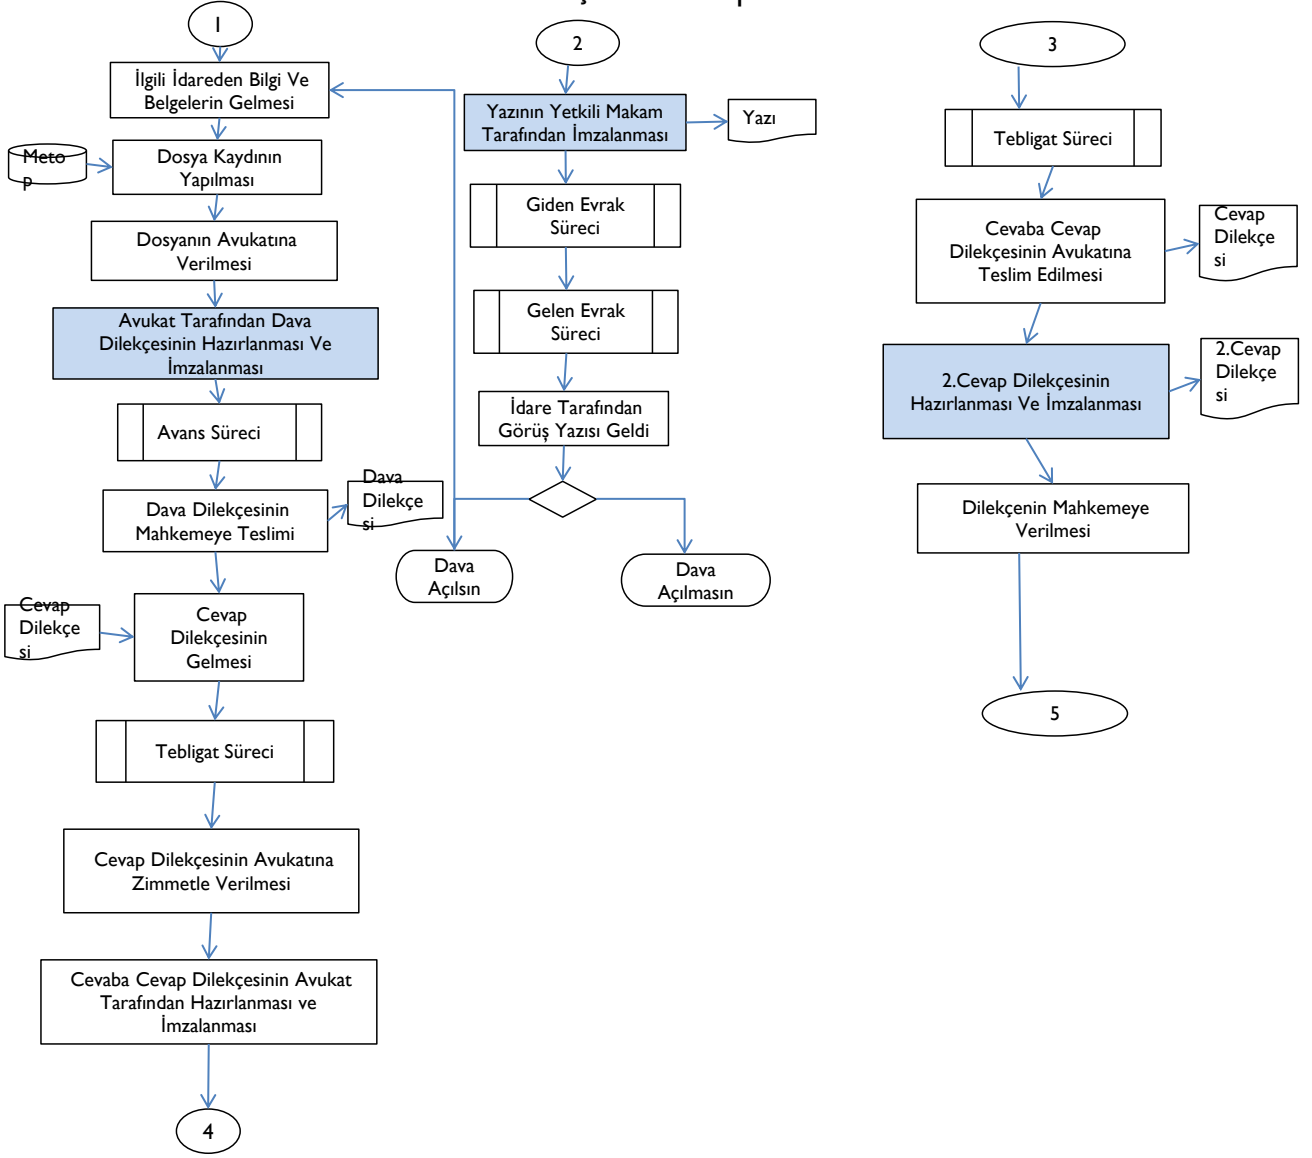 1
İlgili İdareden Bilgi Ve
Belgelerin Gelmesi
Meto
p
Dosya Kaydının
Yapılması
Dosyanın Avukatına
Verilmesi
Avukat Tarafından Dava
Dilekçesinin Hazırlanması Ve
İmzalanması
Avans Süreci
Dava Dilekçesinin
Mahkemeye Teslimi
Dava
Dilekçe
si
Cevap
Dilekçe
si
Cevap
Dilekçesinin
Gelmesi
Tebligat Süreci
Cevap Dilekçesinin Avukatına
Zimmetle Verilmesi
Cevaba Cevap Dilekçesinin Avukat
Tarafından Hazırlanması ve
İmzalanması
4
2
Yazının Yetkili Makam
Tarafından İmzalanması
Yazı
Giden Evrak
Süreci
Gelen Evrak
Süreci
İdare Tarafından
Görüş Yazısı Geldi
Dava
Açılsın
Dava
Açılmasın
3
Tebligat Süreci
Cevaba Cevap
Dilekçesinin Avukatına
Teslim Edilmesi
Cevap
Dilekçe
si
2.Cevap Dilekçesinin
Hazırlanması Ve İmzalanması
2.Cevap
Dilekçe
si
Dilekçenin Mahkemeye
Verilmesi
5